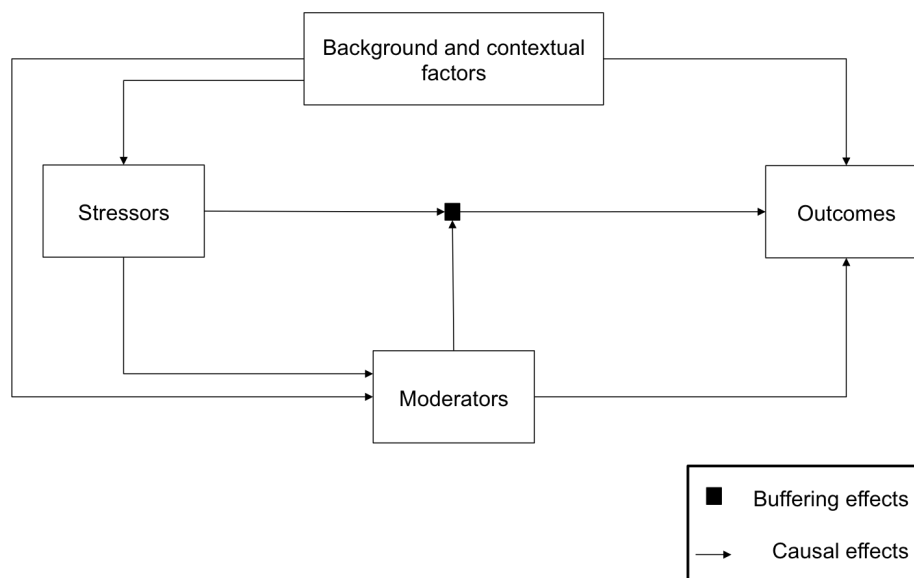 Background and contextual
factors
Stressors
Outcomes
Moderators
Buffering effects
Causal effects